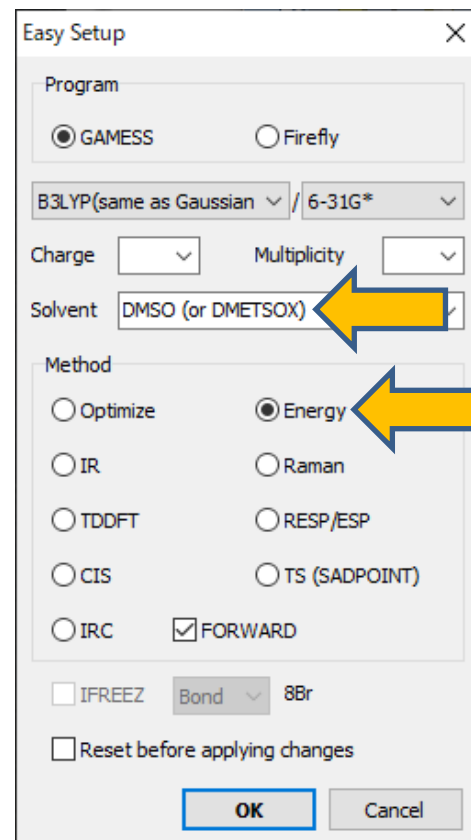 Easy Setup
Program
GAMESS Firefly
B3LYP(same as Gaussian / 6-31G*
Charge Multiplicity
Solvent DMSO (or DMETSOX)
Method
Optimize Energy
IR Raman
TDDFT RESP/ESP
CIS TS (SADPOINT)
IRC FORWARD
IFREEZ Bond 8Br
Reset before applying changes
OK Cancel